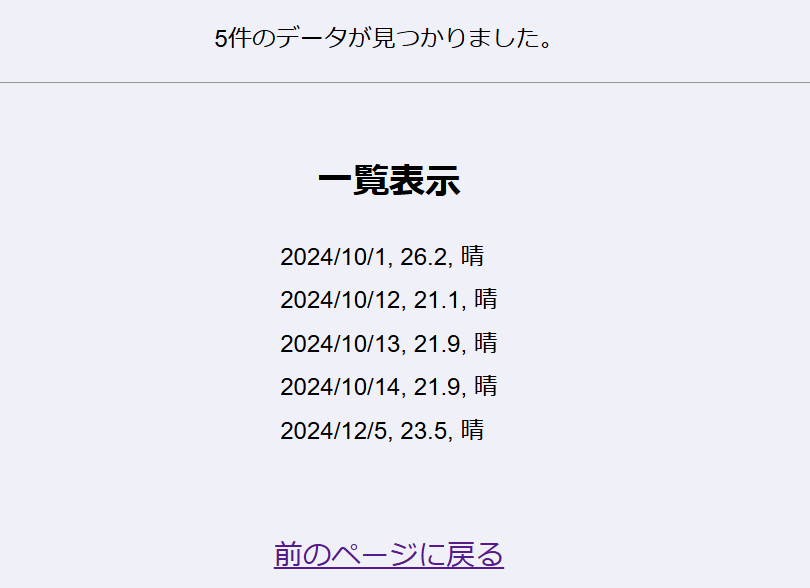 5件のデータが見つかりました。
一覧表示
2024/10/1, 26.2, 晴
2024/10/12, 21.1, 晴
2024/10/13, 21.9, 晴
2024/10/14, 21.9, 晴
2024/12/5, 23.5, 晴
前のページに戻る